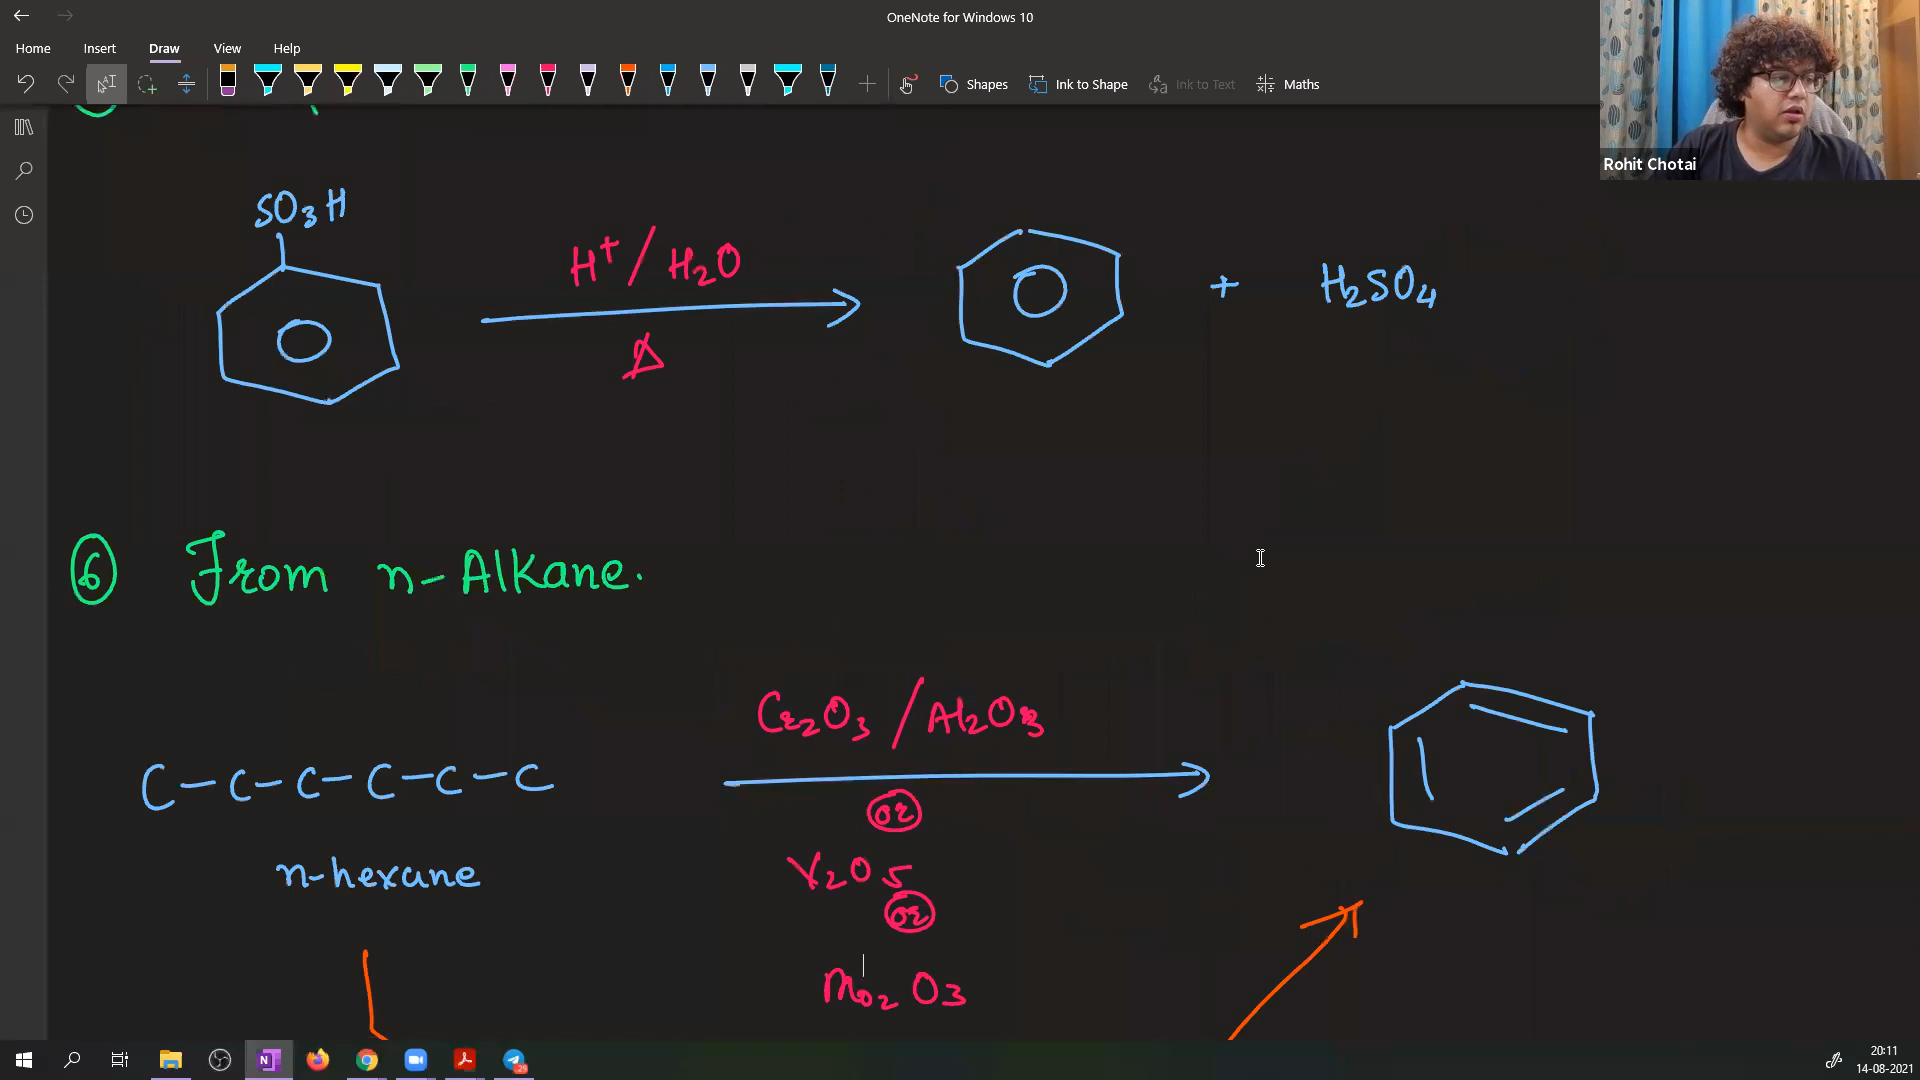 OneNote for Windows 10
Home Insert Draw View Help
Shapes Ink to Shape Ink to Text Maths
Rohit Chotai
SO3H
H+/H2O
Δ
+ H2SO4
6 From n-Alkane.
Cr2O3/Al2O3
C-C-C-C-C-C
or
n-hexane
V2O5
or
Mo2O3
29
20:11
14-08-2021